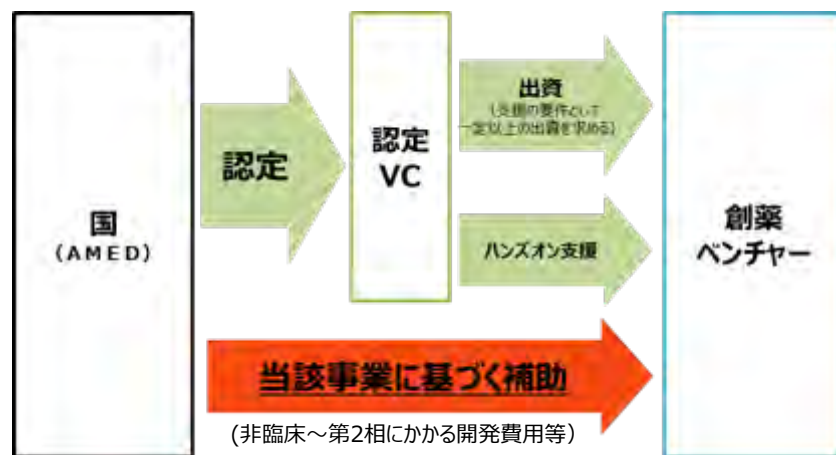 国
(AMED)
認定
認定
VC
出資
(支援の要件として
一定以上の出資を求める)
ハンズオン支援
創薬
ベンチャー
当該事業に基づく補助
(非臨床～第2相にかかる開発費用等)